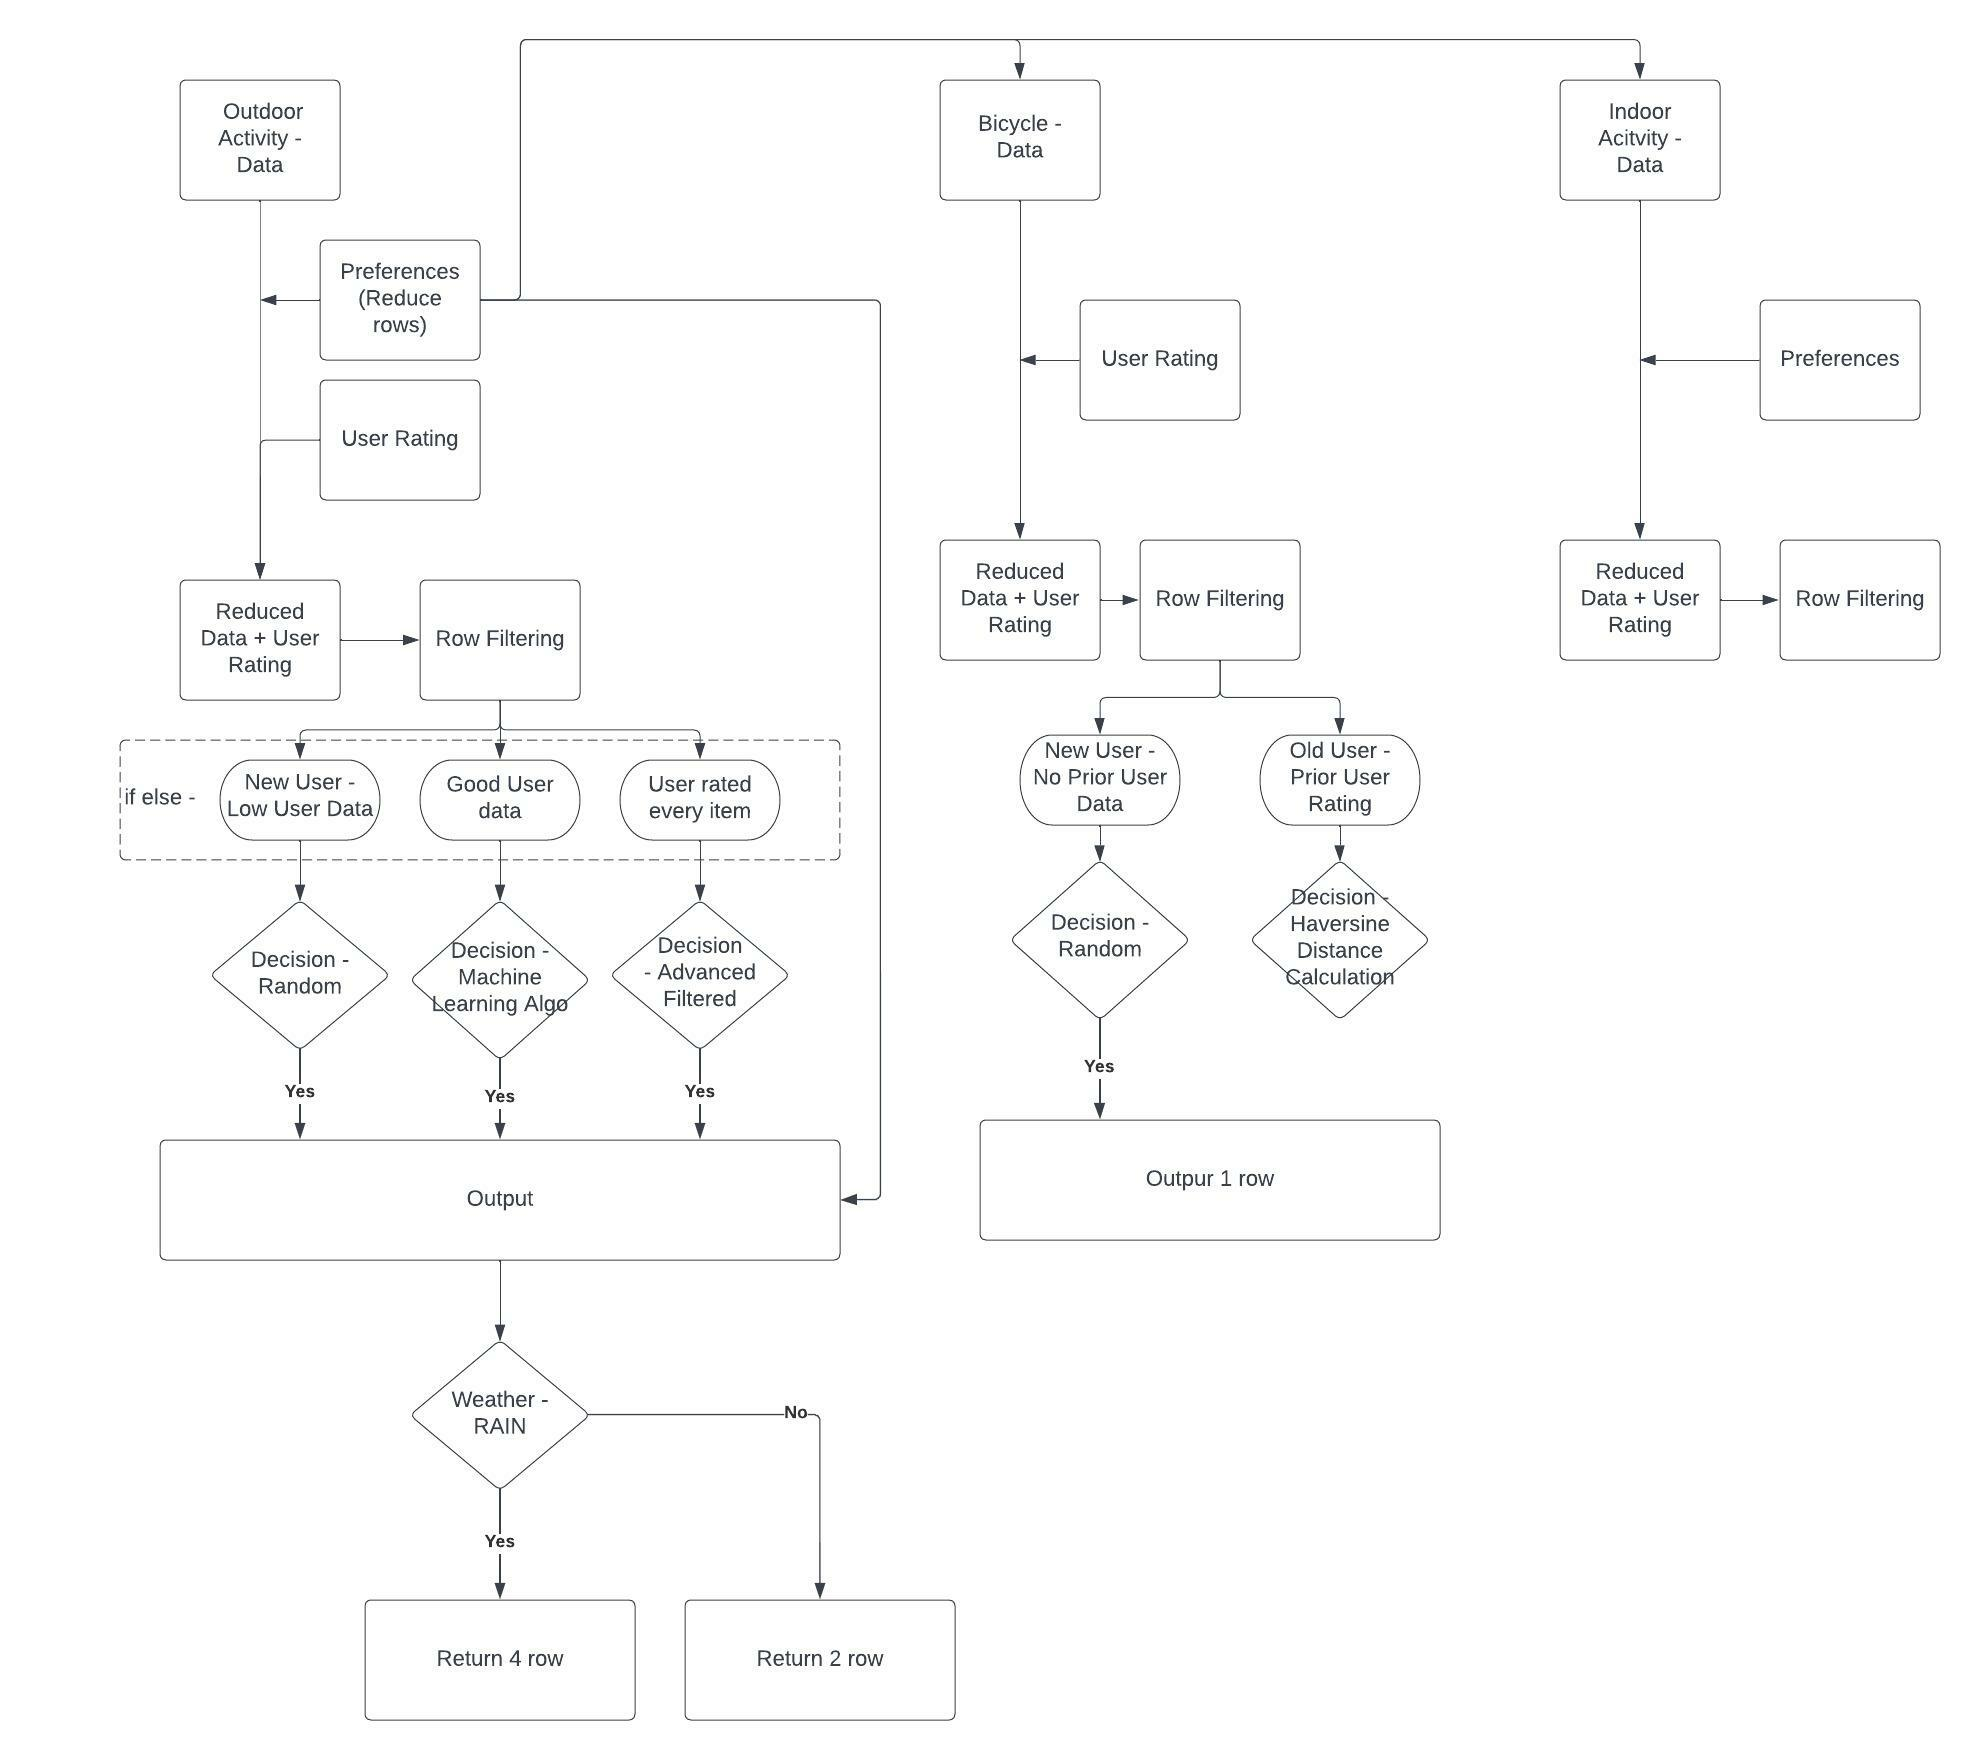 Outdoor
Activity -
Data
Bicycle -
Data
Indoor
Acitvity -
Data
Preferences
(Reduce
rows)
User Rating
User Rating
Preferences
Reduced
Data + User
Rating
Row Filtering
Reduced
Data + User
Rating
Row Filtering
Reduced
Data + User
Rating
Row Filtering
if else -
New User -
Low User Data
Good User
data
User rated
every item
New User -
No Prior User
Data
Old User -
Prior User
Rating
Decision -
Random
Decision -
Machine
Learning Algo
Decision
- Advanced
Filtered
Decision -
Random
Decision -
Haversine
Distance
Calculation
Yes
Yes
Yes
Yes
Output
Outpur 1 row
Weather -
RAIN
No
Yes
Return 4 row
Return 2 row